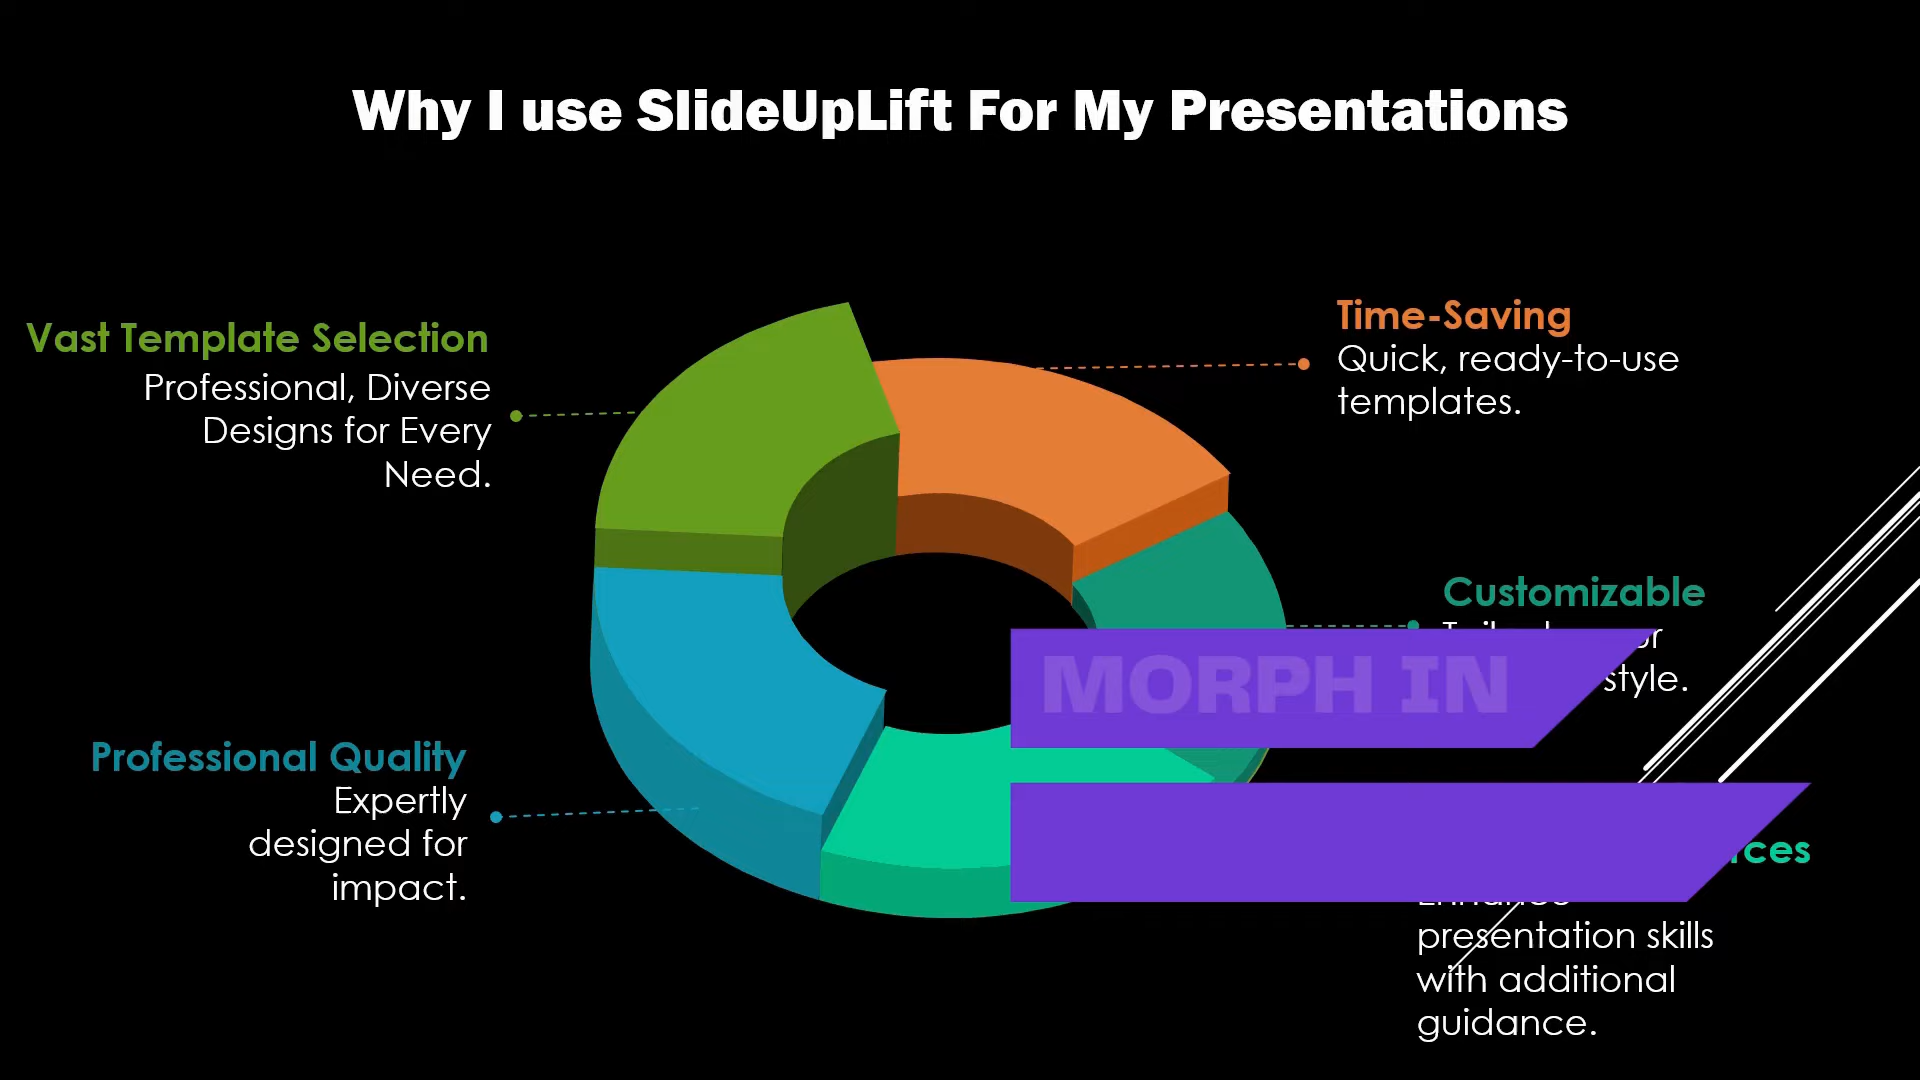 Why I use SlideUpLift For My Presentations
Vast Template Selection
Professional, Diverse
Designs for Every
Need.
Time-Saving
Quick, ready-to-use
templates.
Customizable
style.
MORPH IN
Professional Quality
Expertly
designed for
impact.
presentation skills
with additional
guidance.